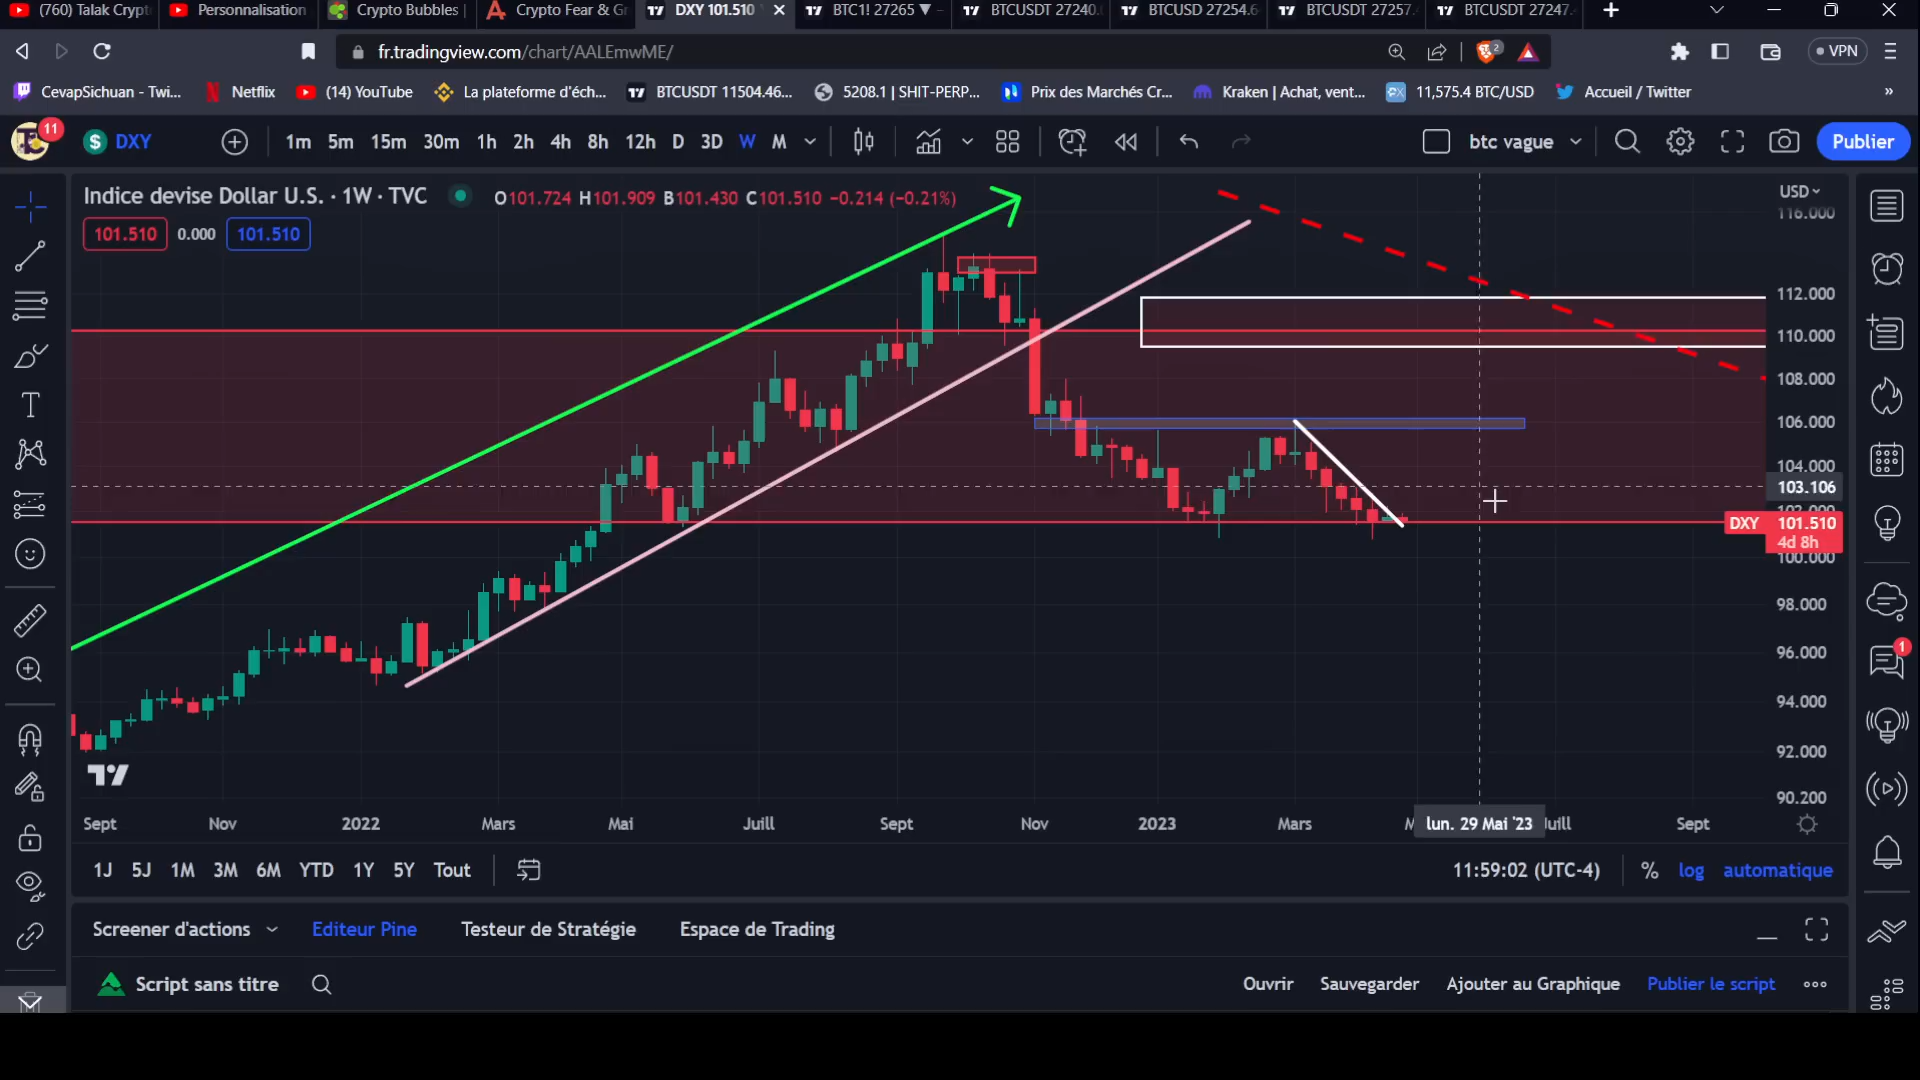 (760) Talak Crypt
Personnalisation
Crypto Bubbles |
Crypto Fear & Gr
DXY 101.510
BTC1! 27265 ▼
BTCUSDT 27240.
BTCUSD 27254.6
BTCUSDT 27257.
BTCUSDT 27247.
fr.tradingview.com/chart/AALEmwME/
2
VPN
CevapSichuan - Twi...
Netflix
(14) YouTube
La plateforme d'éch...
BTCUSDT 11504.46...
5208.1 | SHIT-PERP...
Prix des Marchés Cr...
Kraken | Achat, vent...
11,575.4 BTC/USD
Accueil / Twitter
»
11
$ DXY
1m 5m 15m 30m 1h 2h 4h 8h 12h D 3D W M
btc vague
Publier
Indice devise Dollar U.S. · 1W · TVC
O101.724 H101.909 B101.430 C101.510 −0.214 (−0.21%)
101.510 0.000 101.510
USD
116.000
112.000
110.000
108.000
106.000
104.000
103.106
102.000
DXY 101.510
4d 8h
100.000
98.000
96.000
94.000
92.000
90.200
1
Sept Nov 2022 Mars Mai Juill Sept Nov 2023 Mars M lun. 29 Mai '23 Juill Sept
1J 5J 1M 3M 6M YTD 1Y 5Y Tout
11:59:02 (UTC-4) % log automatique
Screener d'actions Editeur Pine Testeur de Stratégie Espace de Trading
Script sans titre
Ouvrir Sauvegarder Ajouter au Graphique Publier le script